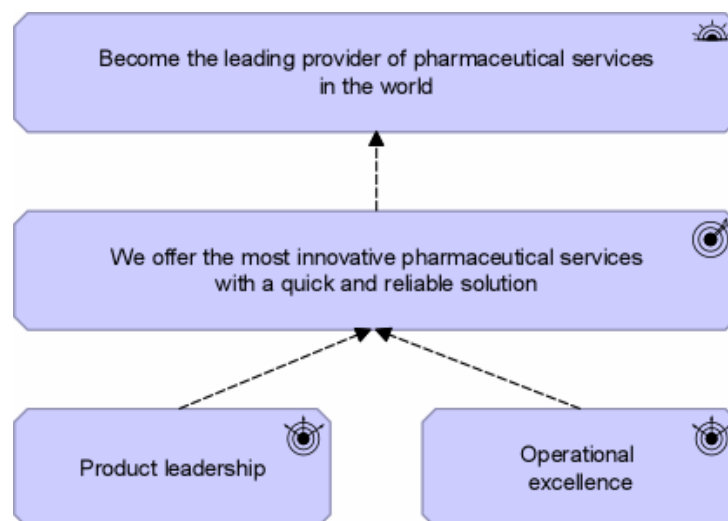 Become the leading provider of pharmaceutical services
in the world
We offer the most innovative pharmaceutical services
with a quick and reliable solution
Product leadership
Operational
excellence